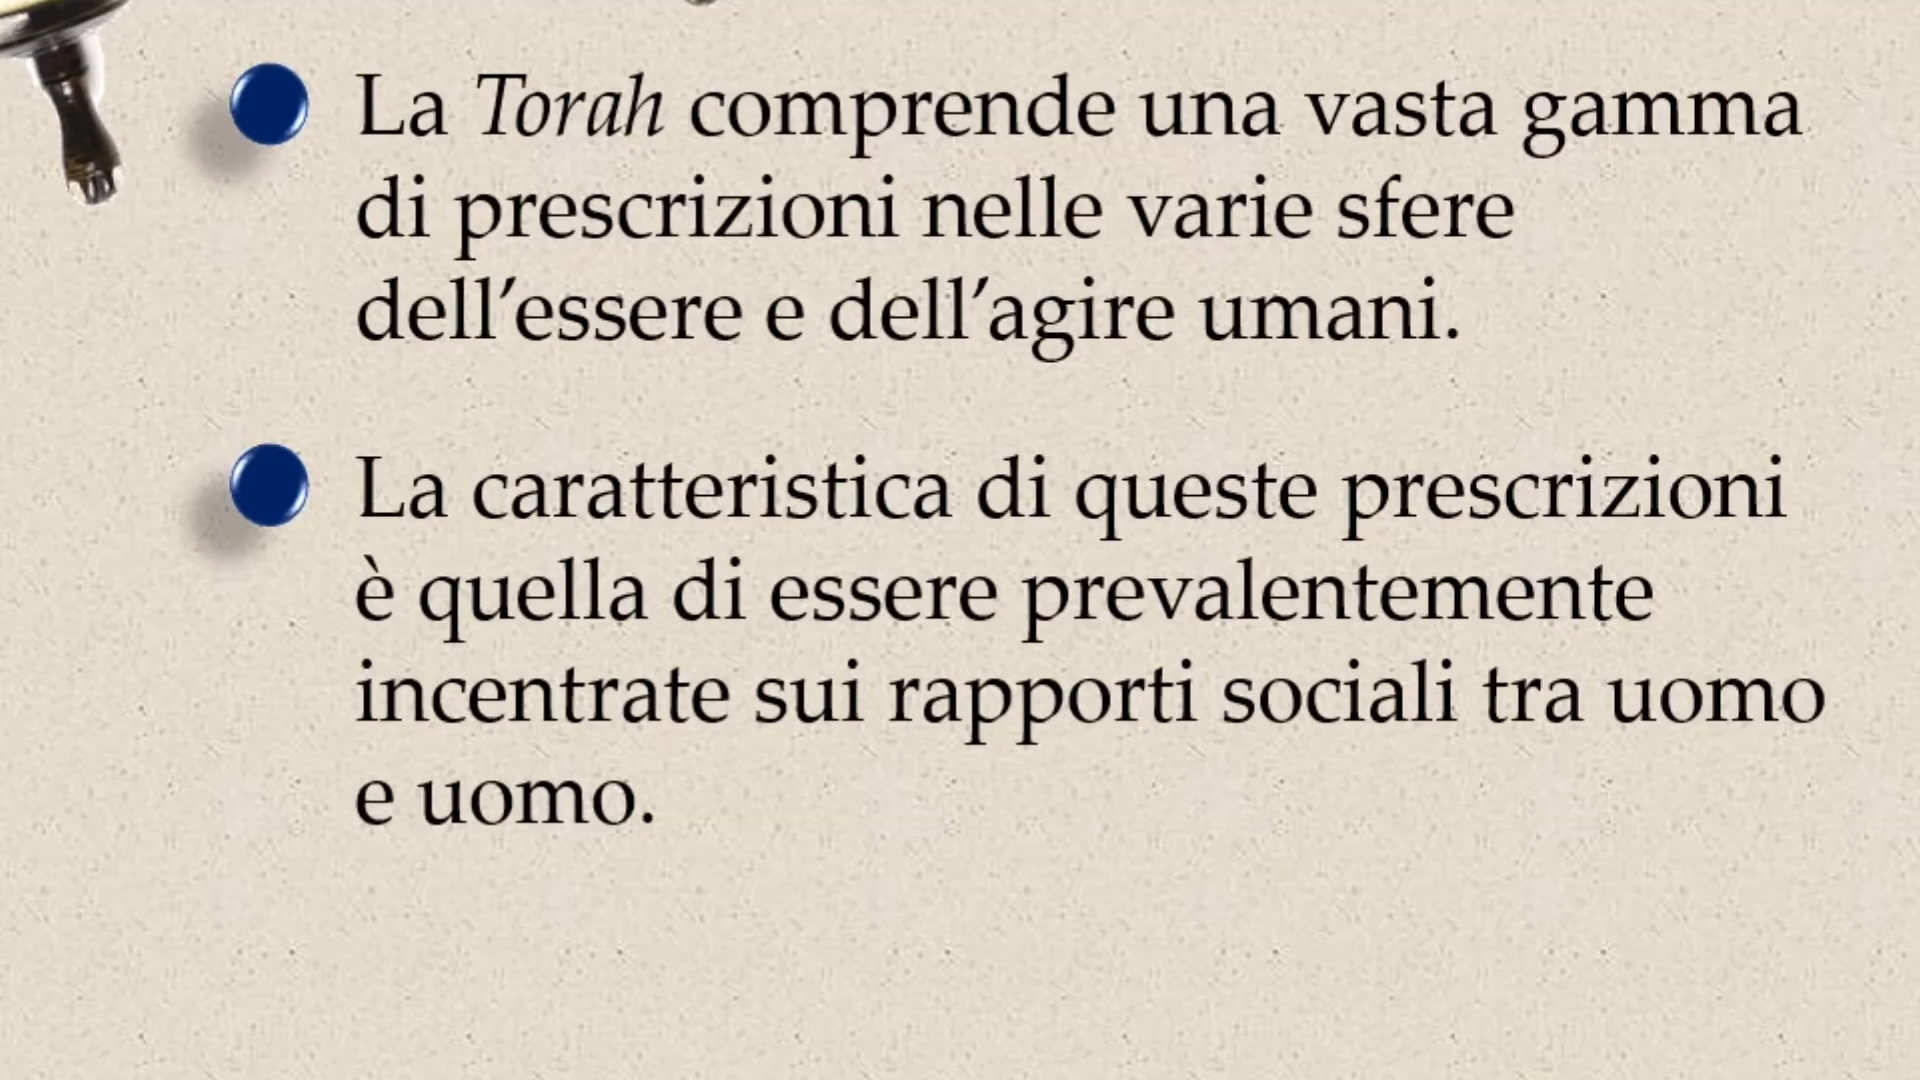 La Torah comprende una vasta gamma
di prescrizioni nelle varie sfere
dell’essere e dell’agire umani.
La caratteristica di queste prescrizioni
è quella di essere prevalentemente
incentrate sui rapporti sociali tra uomo
e uomo.